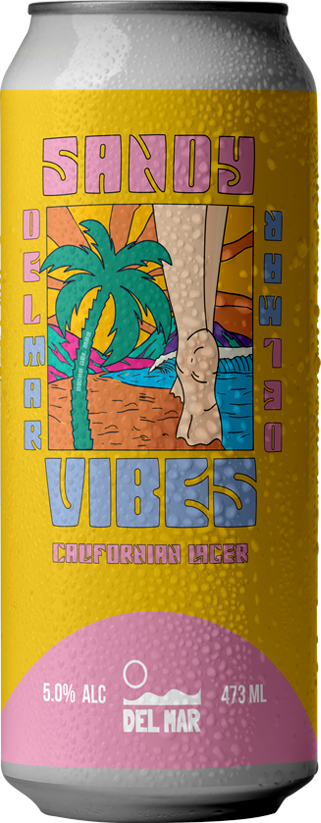 SANDY
DEL MAR
DEL MAR
VIBES
CALIFORNIAN LAGER
5.0% ALC
473 ML
DEL MAR